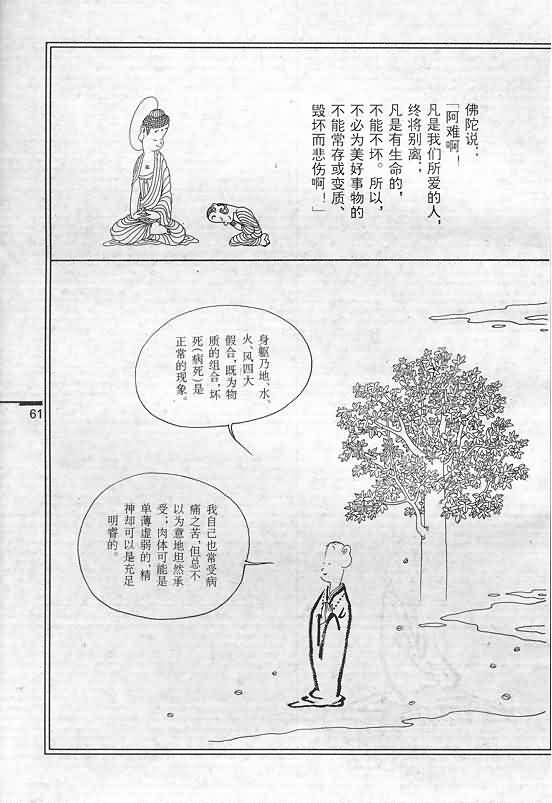 佛陀说：
「阿难啊！
凡是我们所爱的人，
终将别离；
凡是有生命的，
不能不坏。所以，
不必为美好事物的
不能常存或变质、
毁坏而悲伤啊！」
身躯乃地、水、
火、风四大
假合，既为物
质的组合，坏
死（病死）是
正常的现象。
61
我自己也常受病
痛之苦，但总不
以为意地坦然承
受；肉体可能是
单薄虚弱的，精
神却可以是充足
明睿的。